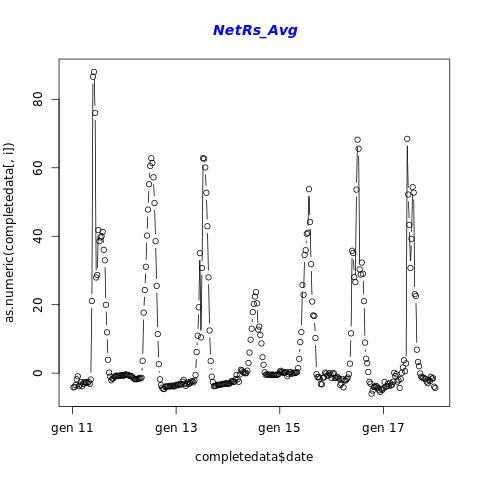 NetRs_Avg
as.numeric(completedata[, i])
80
60
40
20
0
gen 11
gen 13
gen 15
gen 17
completedata$date